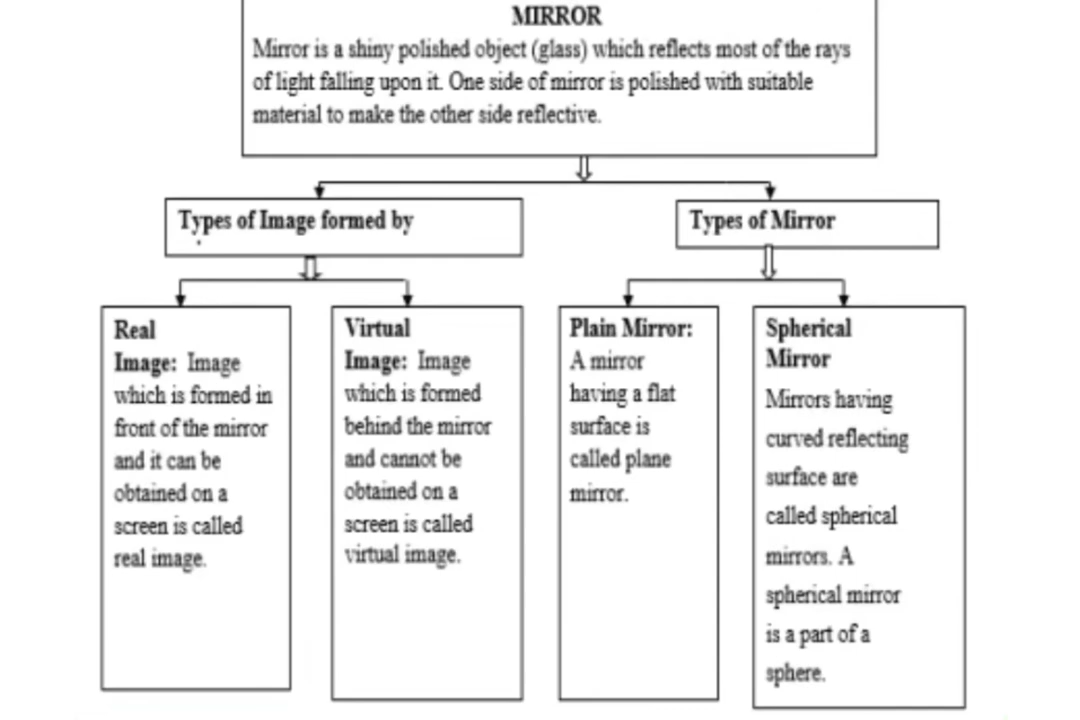 MIRROR
Mirror is a shiny polished object (glass) which reflects most of the rays
of light falling upon it. One side of mirror is polished with suitable
material to make the other side reflective.
Types of Image formed by
Types of Mirror
Real
Image: Image
which is formed in
front of the mirror
and it can be
obtained on a
screen is called
real image.
Virtual
Image: Image
which is formed
behind the mirror
and cannot be
obtained on a
screen is called
virtual image.
Plain Mirror:
A mirror
having a flat
surface is
called plane
mirror.
Spherical
Mirror
Mirrors having
curved reflecting
surface are
called spherical
mirrors. A
spherical mirror
is a part of a
sphere.